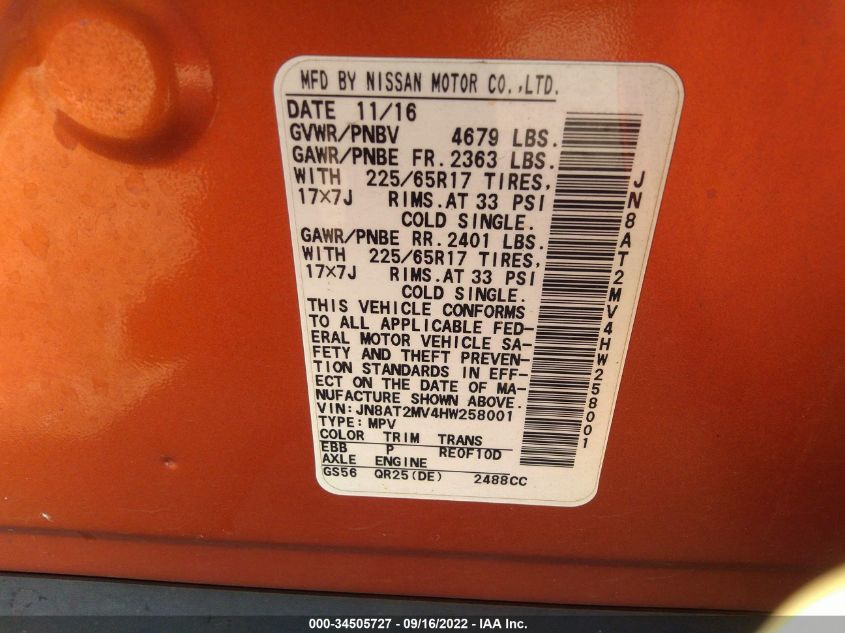 MFD BY NISSAN MOTOR CO.,LTD.
DATE 11/16
GVWR/PNBV 4679 LBS.
GAWR/PNBE FR. 2363 LBS.
WITH 225/65R17 TIRES,
17×7J RIMS.AT 33 PSI
COLD SINGLE.
GAWR/PNBE RR. 2401 LBS.
WITH 225/65R17 TIRES,
17×7J RIMS.AT 33 PSI
COLD SINGLE.
THIS VEHICLE CONFORMS
TO ALL APPLICABLE FED-
ERAL MOTOR VEHICLE SA-
FETY AND THEFT PREVEN-
TION STANDARDS IN EFF-
ECT ON THE DATE OF MA-
NUFACTURE SHOWN ABOVE.
VIN:JN8AT2MV4HW258001
TYPE:MPV
COLOR TRIM TRANS
EBB P RE0F10D
AXLE ENGINE
GS56 QR25(DE) 2488CC
JN8AT2MV4HW258001
000-34505727 - 09/16/2022 - IAA Inc.